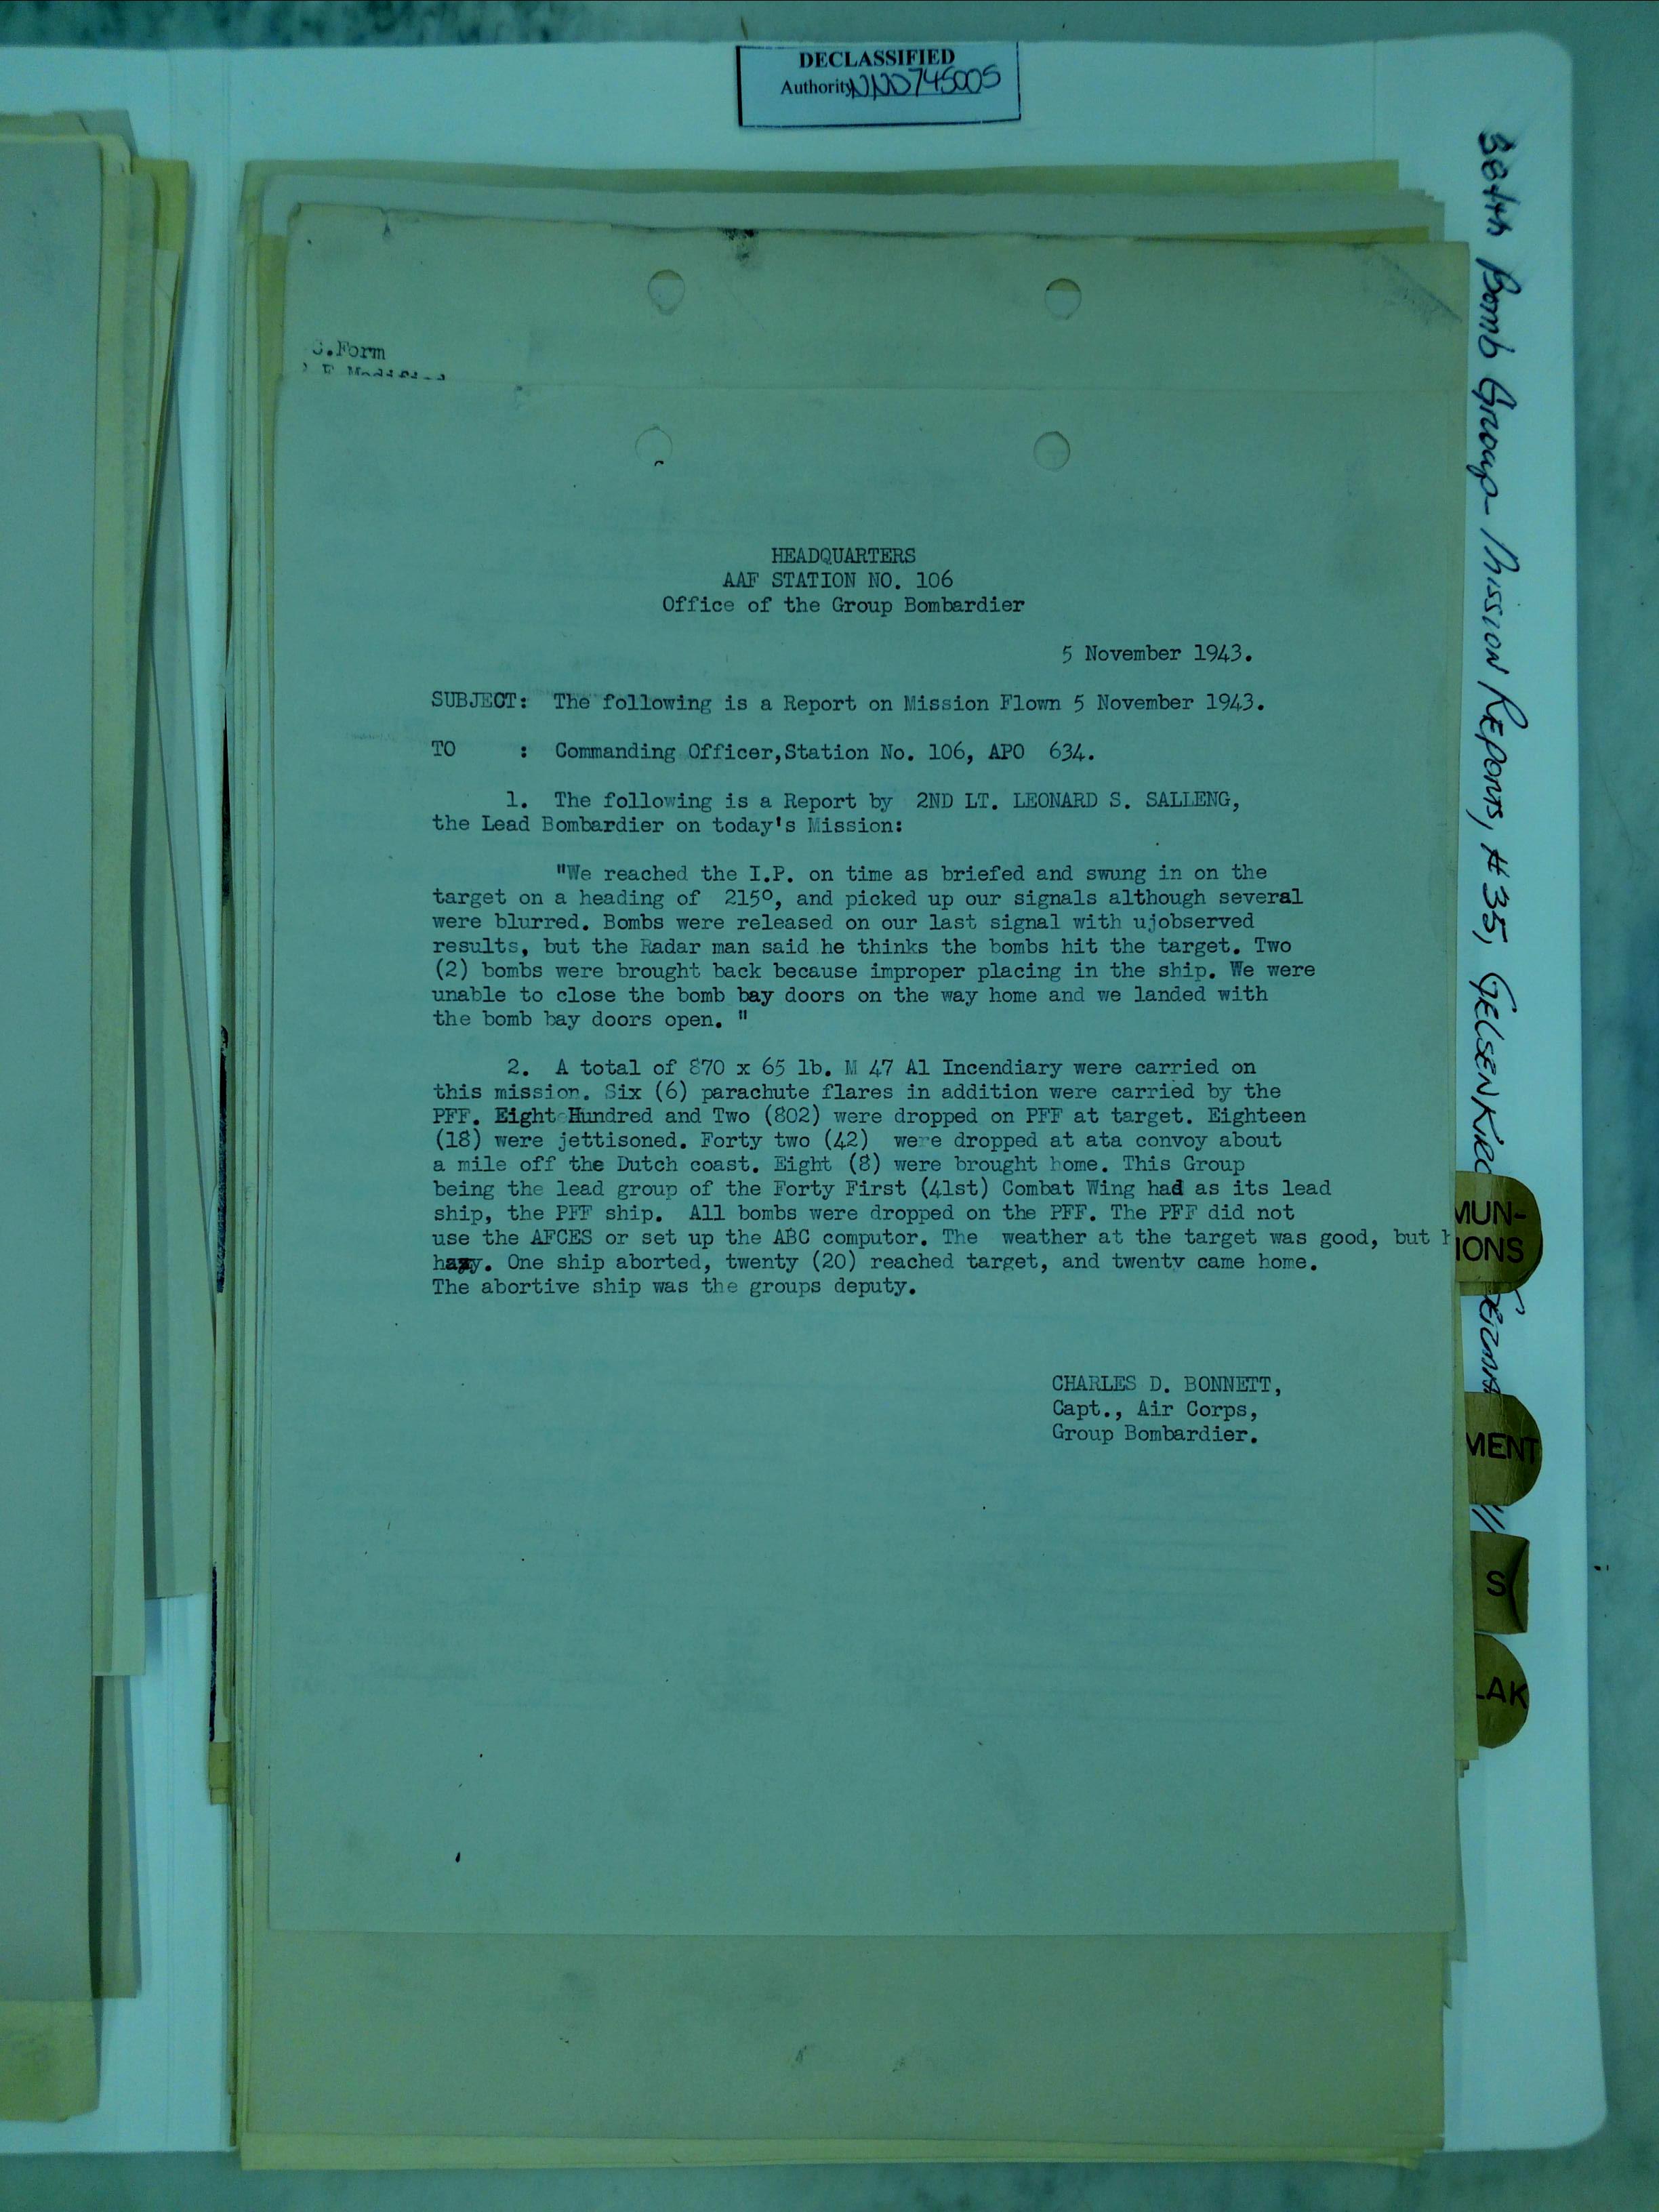 DECLASSIFIED
Authority NND745005
384th Bomb Group - Mission Reports, #35, GELSENKIRC
G.Form
HEADQUARTERS
AAF STATION NO. 106
Office of the Group Bombardier
5 November 1943.
SUBJECT: The following is a Report on Mission Flown 5 November 1943.
TO : Commanding Officer,Station No. 106, APO 634.
1. The following is a Report by 2ND LT. LEONARD S. SALLENG,
the Lead Bombardier on today's Mission:
"We reached the I.P. on time as briefed and swung in on the
target on a heading of 215º, and picked up our signals although several
were blurred. Bombs were released on our last signal with ujobserved
results, but the Radar man said he thinks the bombs hit the target. Two
(2) bombs were brought back because improper placing in the ship. We were
unable to close the bomb bay doors on the way home and we landed with
the bomb bay doors open. "
2. A total of 870 x 65 lb. M 47 Al Incendiary were carried on
this mission. Six (6) parachute flares in addition were carried by the
PFF. Eight Hundred and Two (802) were dropped on PFF at target. Eighteen
(18) were jettisoned. Forty two (42) were dropped at ata convoy about
a mile off the Dutch coast. Eight (8) were brought home. This Group
being the lead group of the Forty First (41st) Combat Wing had as its lead
ship, the PFF ship. All bombs were dropped on the PFF. The PFF did not
use the AFCES or set up the ABC computor. The weather at the target was good, but h
hazy. One ship aborted, twenty (20) reached target, and twenty came home.
The abortive ship was the groups deputy.
CHARLES D. BONNETT,
Capt., Air Corps,
Group Bombardier.
MUN-
IONS
MENT
S
LAK